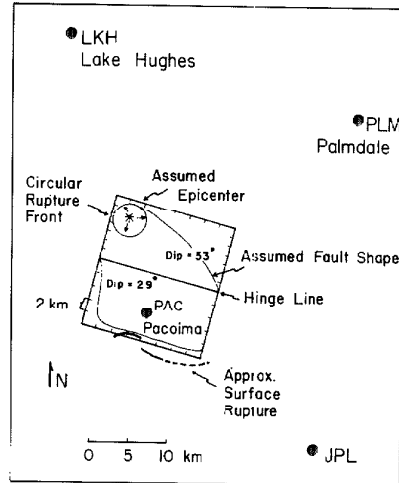 LKH
Lake Hughes
PLM
Palmdale
Assumed
Epicenter
Circular
Rupture
Front
Dip = 53°
Assumed Fault Shape
Dip = 29°
Hinge Line
2 km
PAC
Pacoima
N
Approx.
Surface
Rupture
0 5 10 km
JPL